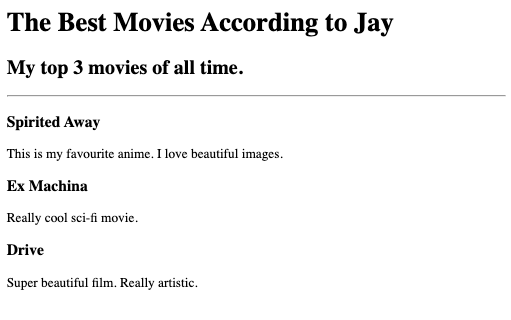 The Best Movies According to Jay
My top 3 movies of all time.
Spirited Away
This is my favourite anime. I love beautiful images.
Ex Machina
Really cool sci-fi movie.
Drive
Super beautiful film. Really artistic.